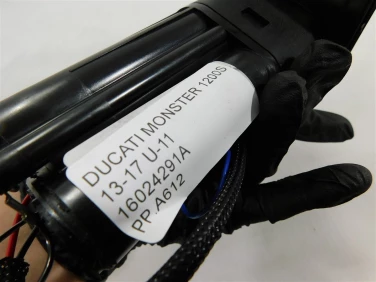 DUCATI MONSTER 1200S
13-17 U-11
16024291A
PP A612